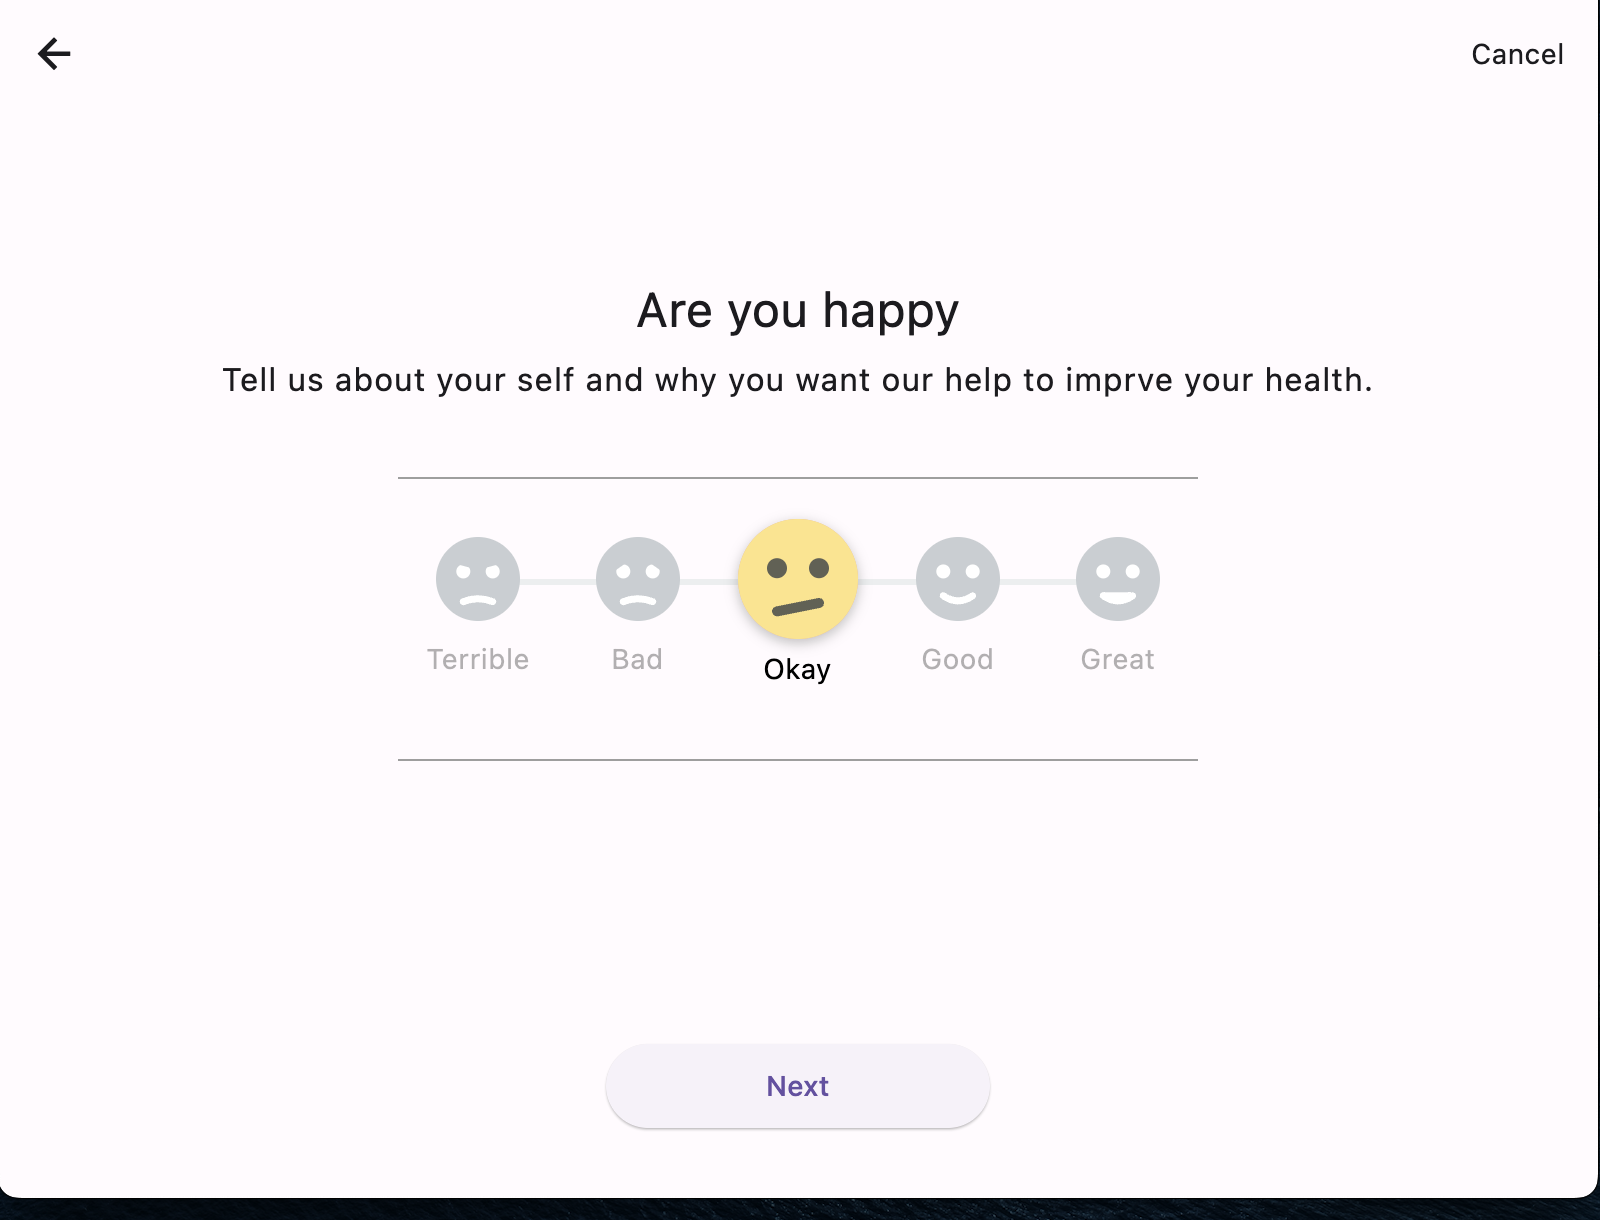 Cancel
Are you happy
Tell us about your self and why you want our help to imprve your health.
Terrible
Bad
Okay
Good
Great
Next